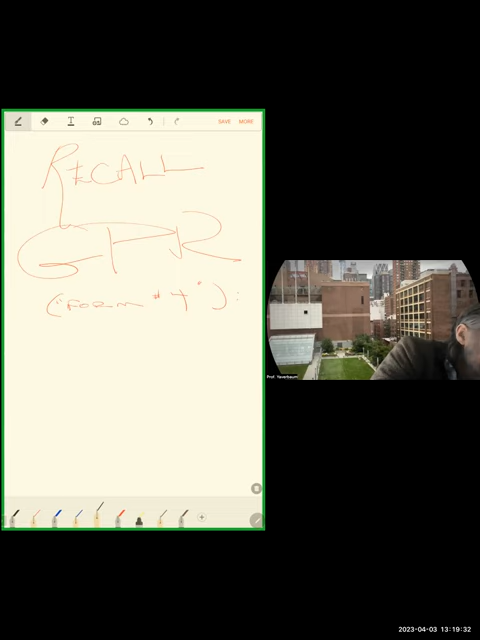 SAVE MORE
RECALL
GPR
("FORM #4"):
Prof. Yaverbaum
2023-04-03 13:19:32